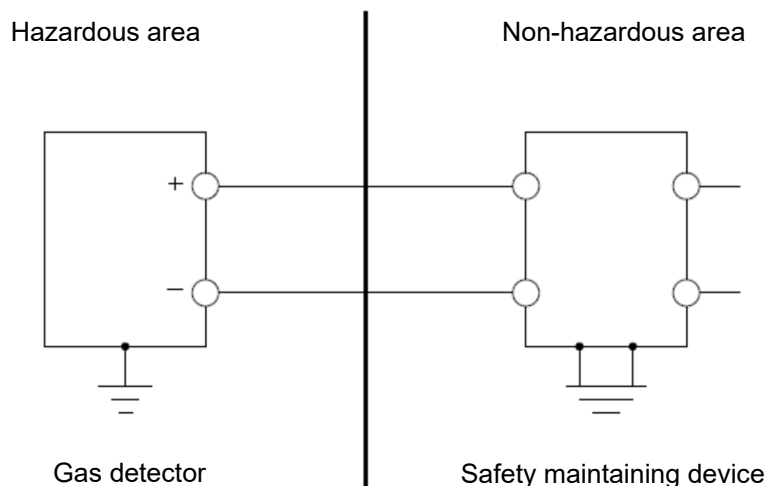 Hazardous area
Non-hazardous area
+
−
Gas detector
Safety maintaining device